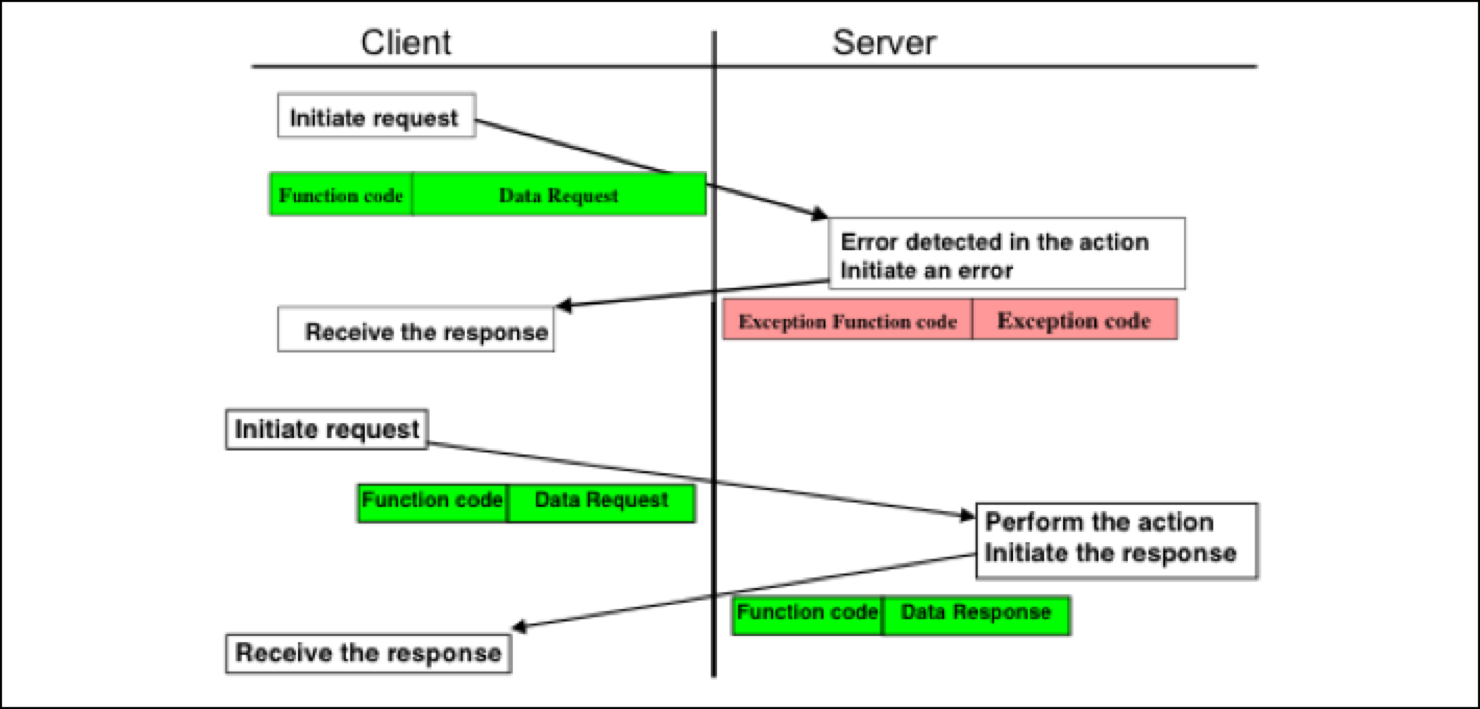 Client
Server
Initiate request
Function code
Data Request
Error detected in the action
Initiate an error
Receive the response
Exception Function code
Exception code
Initiate request
Function code
Data Request
Perform the action
Initiate the response
Function code
Data Response
Receive the response